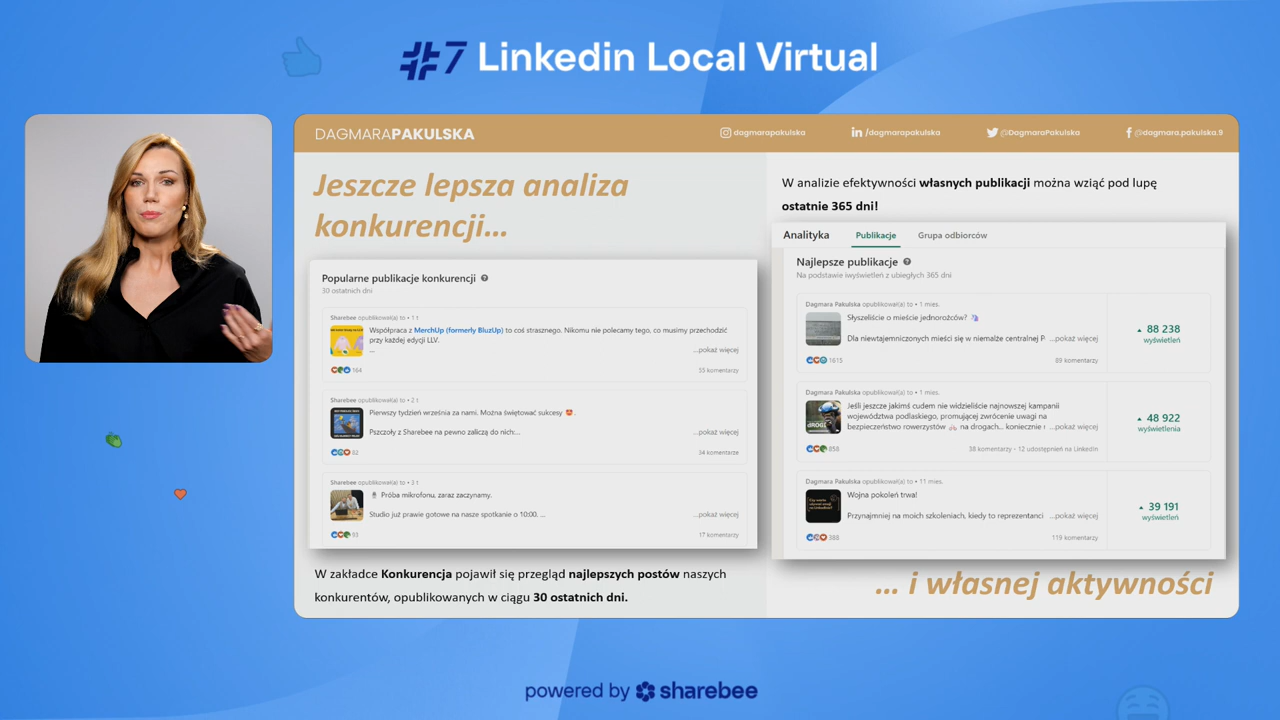 #7 Linkedin Local Virtual
DAGMARAPAKULSKA
dagmarapakulska
/dagmarapakulska
@DagmaraPakulska
@dagmara.pakulska.9
Jeszcze lepsza analiza
konkurencji...
Popularne publikacje konkurencji
30 ostatnich dni
Sharebee opublikował(a) to • 1 t
Współpraca z MerchUp (formerly BluzUp) to coś strasznego. Nikomu nie polecamy tego, co musimy przechodzić
przy każdej edycji LLV.
...
...pokaż więcej
164
55 komentarzy
Sharebee opublikował(a) to • 2 t
Pierwszy tydzień września za nami. Można świętować sukcesy 🤩 .
Pszczoły z Sharebee na pewno zaliczą do nich:...
...pokaż więcej
82
34 komentarze
Sharebee opublikował(a) to •
Próba mikrofonu, zaraz zaczynamy.
Studio już prawie gotowe na nasze spotkanie o 10:00. ...
...pokaż więcej
93
17 komentarzy
W zakładce Konkurencja pojawił się przegląd najlepszych postów naszych
konkurentów, opublikowanych w ciągu 30 ostatnich dni.
W analizie efektywności własnych publikacji można wziąć pod lupę
ostatnie 365 dni!
Analityka
Publikacje
Grupa odbiorców
Najlepsze publikacje
Na podstawie iwyświetleń z ubiegłych 365 dni
Dagmara Pakulska opublikował(a) to • 1 mies.
Słyszeliście o mieście jednorożców? 🦄
Dla niewtajemniczonych mieści się w niemalże centralnej P ...pokaż więcej
1615
89 komentarzy
88 238
wyświetleń
Dagmara Pakulska opublikował(a) to • 1 mies.
Jeśli jeszcze jakimś cudem nie widzieliście najnowszej kampanii
województwa podlaskiego, promującej zwrócenie uwagi na
bezpieczeństwo rowerzystów 🚲 na drogach... koniecznie ...pokaż więcej
858
38 komentarzy • 12 udostępnień na LinkedIn
48 922
wyświetlenia
Dagmara Pakulska opublikował(a) to • 11 mies.
Wojna pokoleń trwa!
Przynajmniej na moich szkoleniach, kiedy to reprezentanci ...pokaż więcej
388
119 komentarzy
39 191
wyświetleń
... i własnej aktywności
powered by sharebee